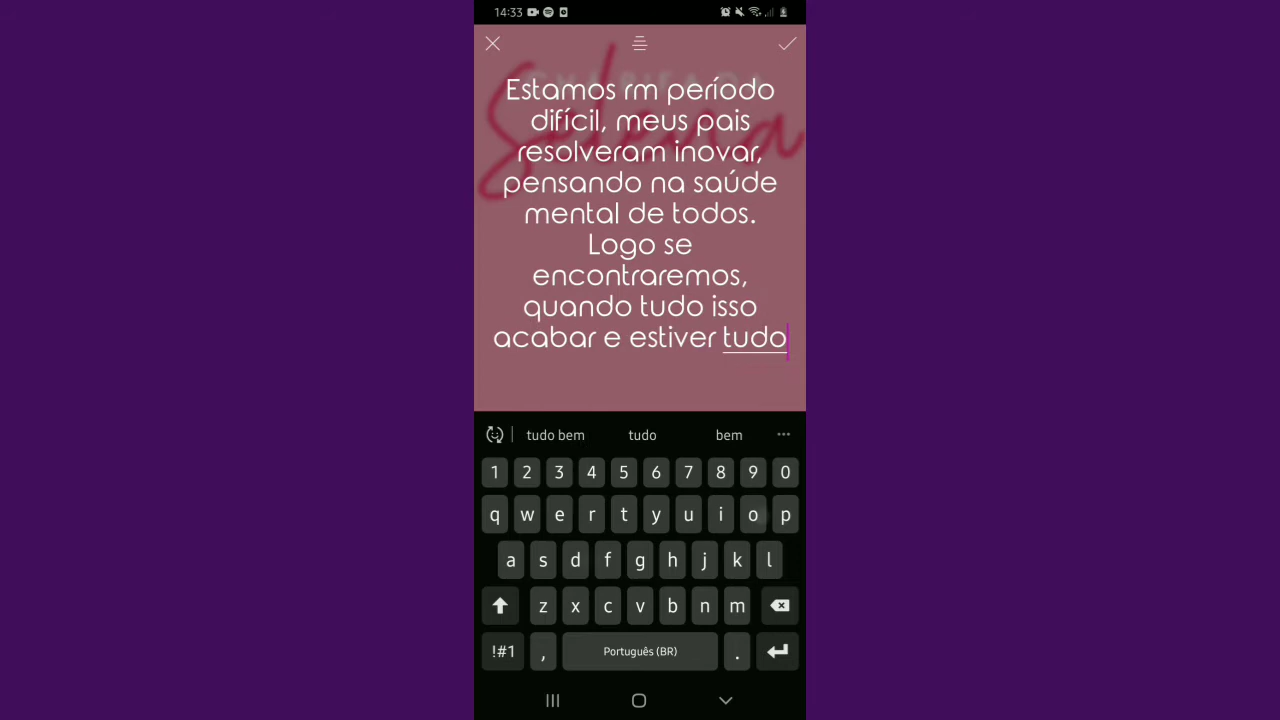 14:33
CHARIFADA
Selena
Estamos rm período
difícil, meus pais
resolveram inovar,
pensando na saúde
mental de todos.
Logo se
encontraremos,
quando tudo isso
acabar e estiver tudo
tudo bem tudo bem
1 2 3 4 5 6 7 8 9 0
q w e r t y u i o p
a s d f g h j k l
z x c v b n m
!#1 , Português (BR) .